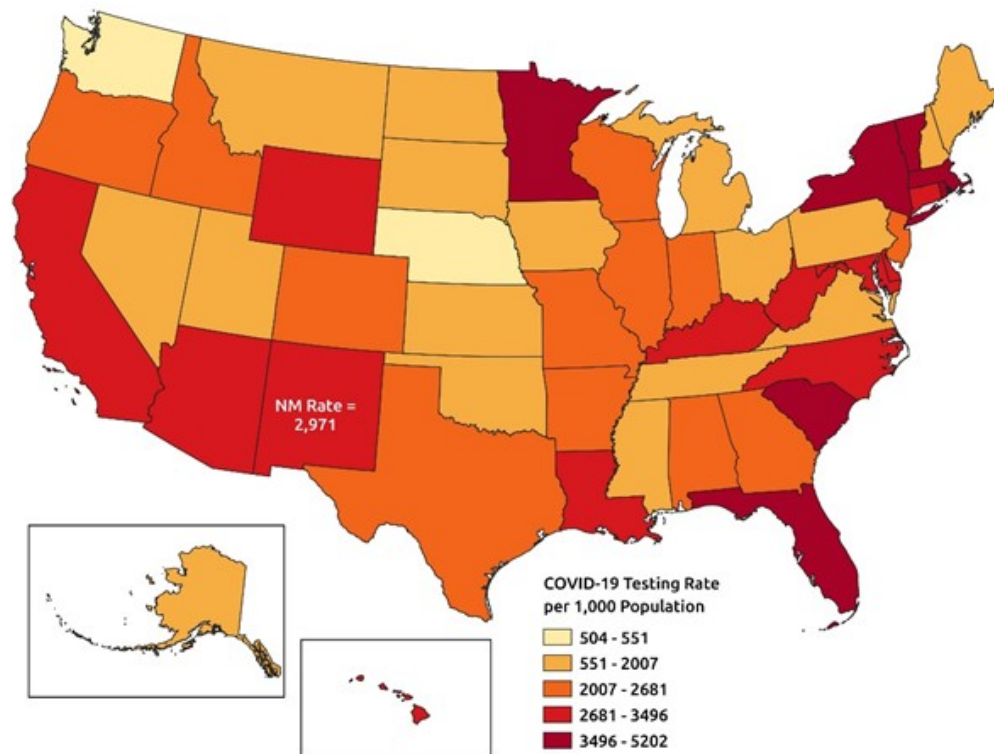 NM Rate =
2,971
COVID-19 Testing Rate
per 1,000 Population
504 - 551
551 - 2007
2007 - 2681
2681 - 3496
3496 - 5202